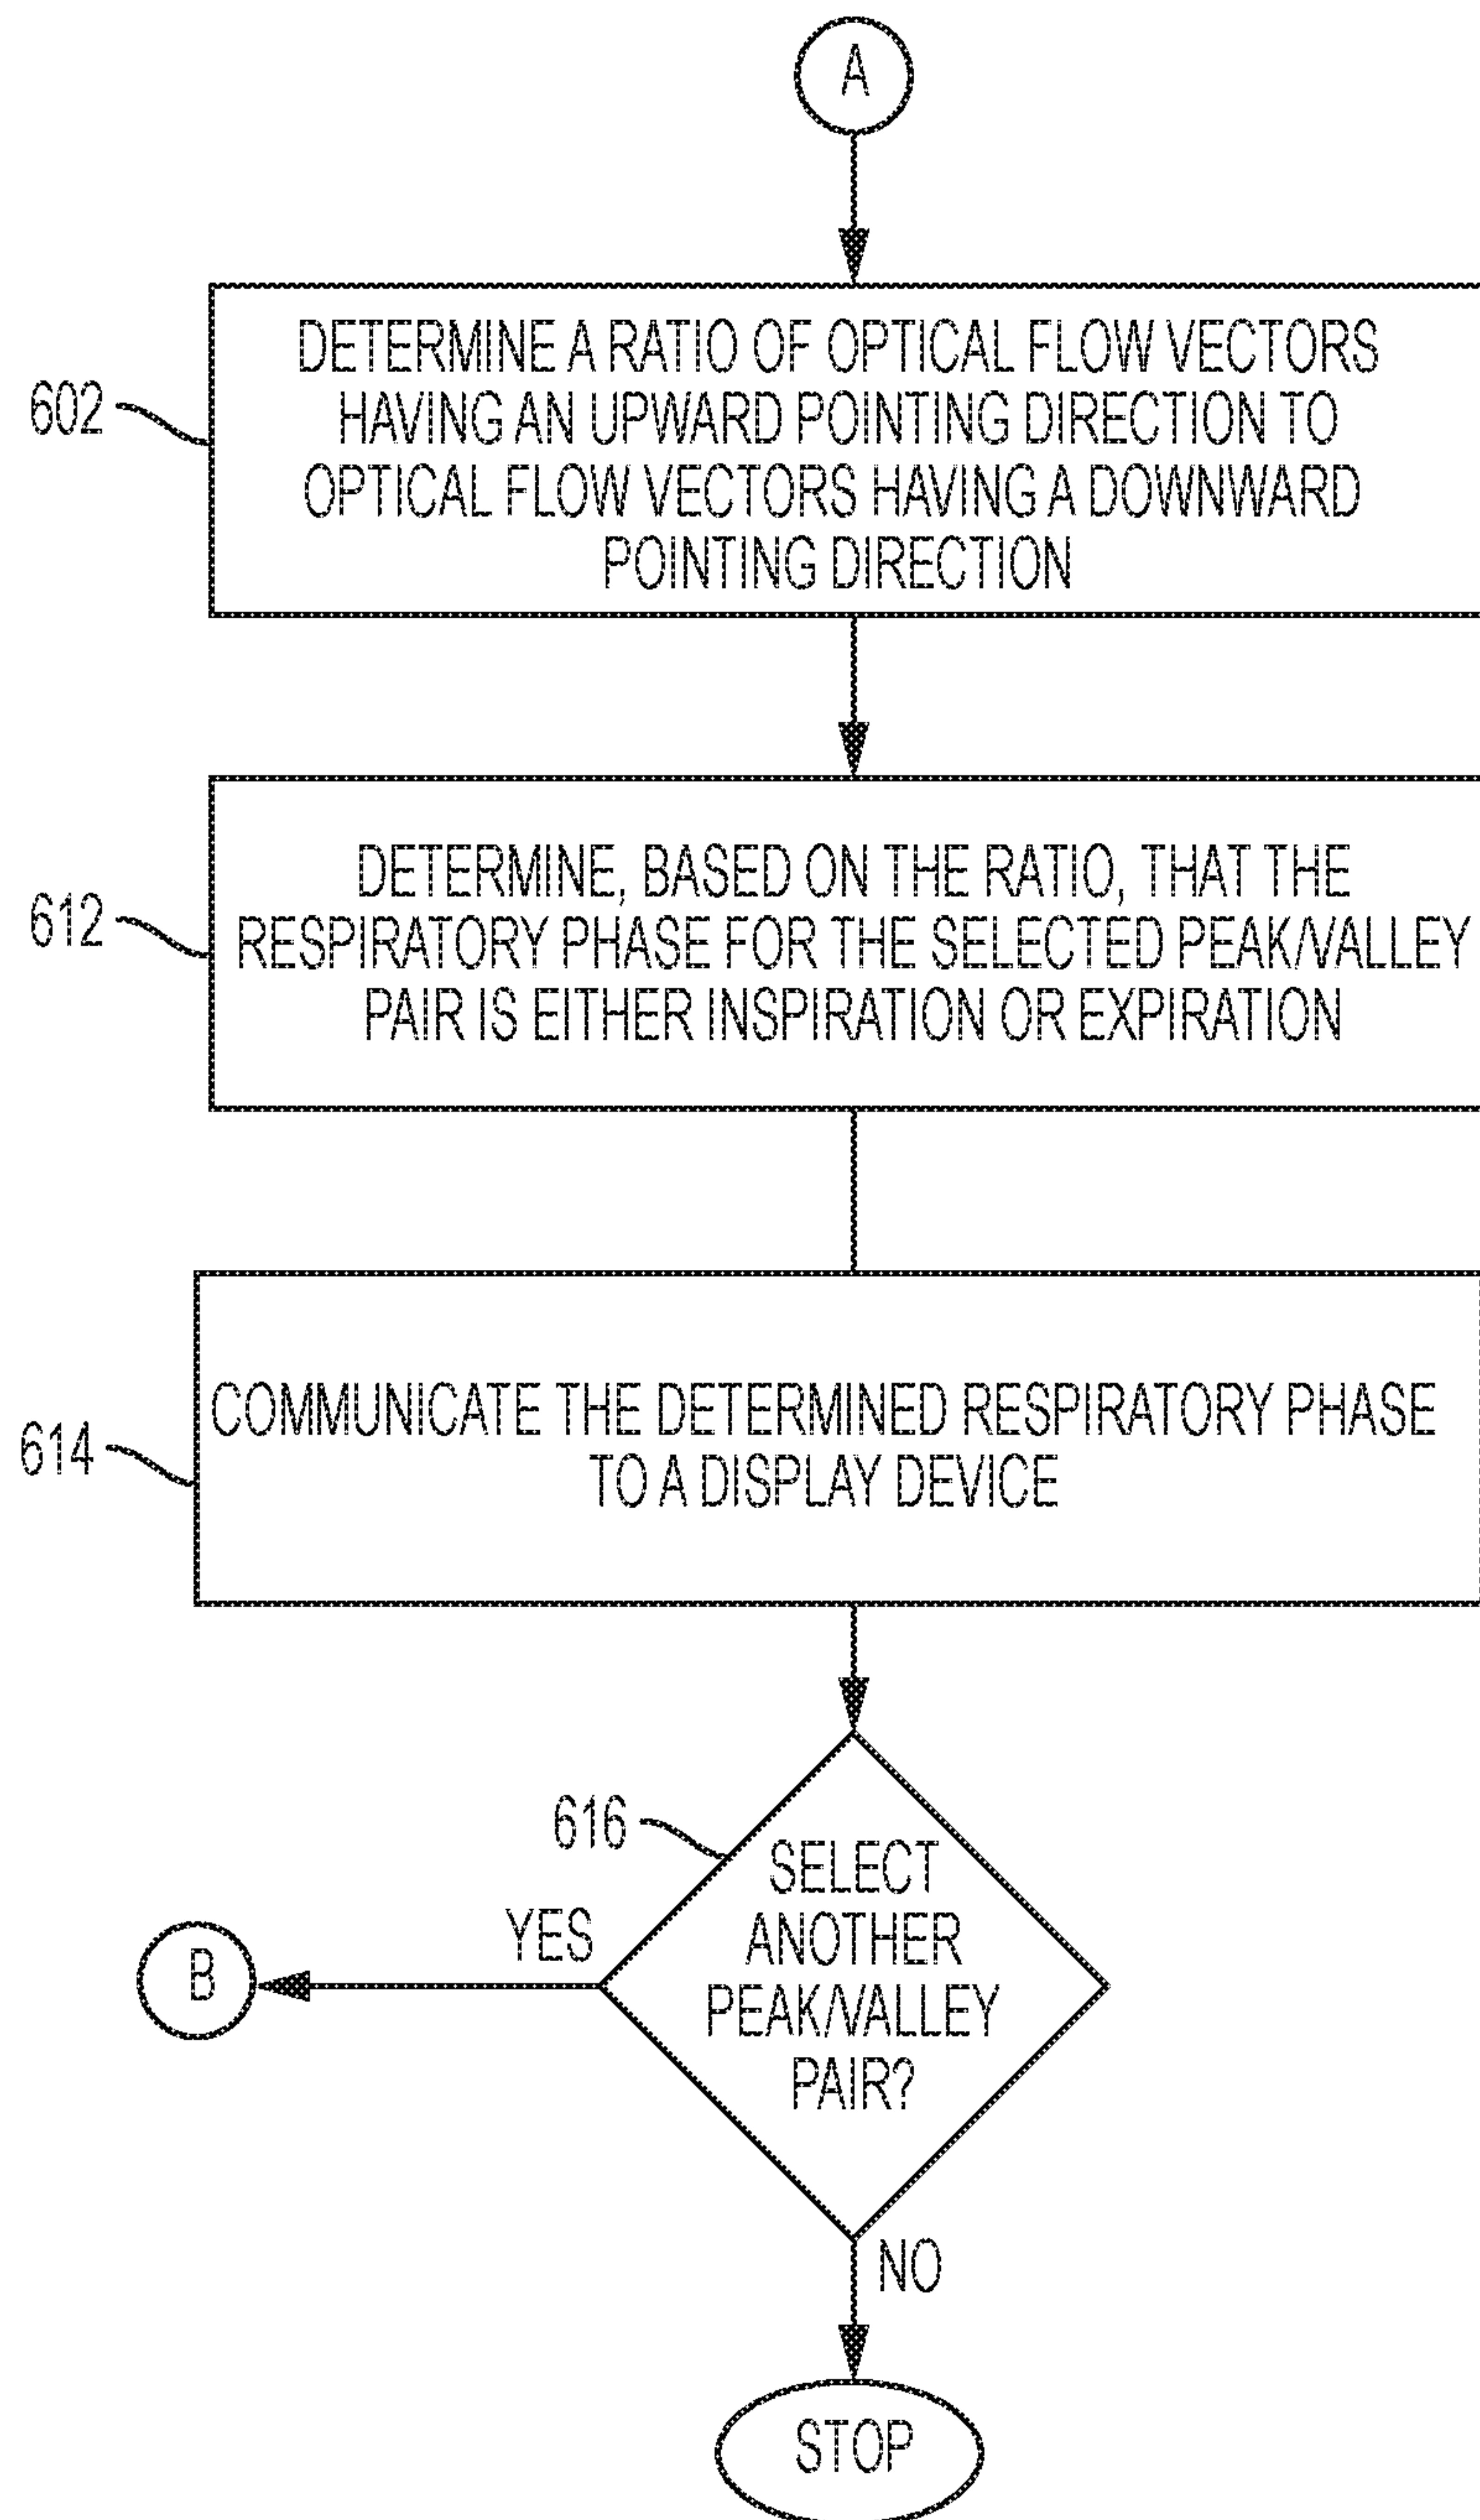 A
DETERMINE A RATIO OF OPTICAL FLOW VECTORS
HAVING AN UPWARD POINTING DIRECTION TO
OPTICAL FLOW VECTORS HAVING A DOWNWARD
POINTING DIRECTION
602
DETERMINE, BASED ON THE RATIO, THAT THE
RESPIRATORY PHASE FOR THE SELECTED PEAK/VALLEY
PAIR IS EITHER INSPIRATION OR EXPIRATION
612
COMMUNICATE THE DETERMINED RESPIRATORY PHASE
TO A DISPLAY DEVICE
614
616
SELECT
ANOTHER
PEAK/VALLEY
PAIR?
YES
B
NO
STOP